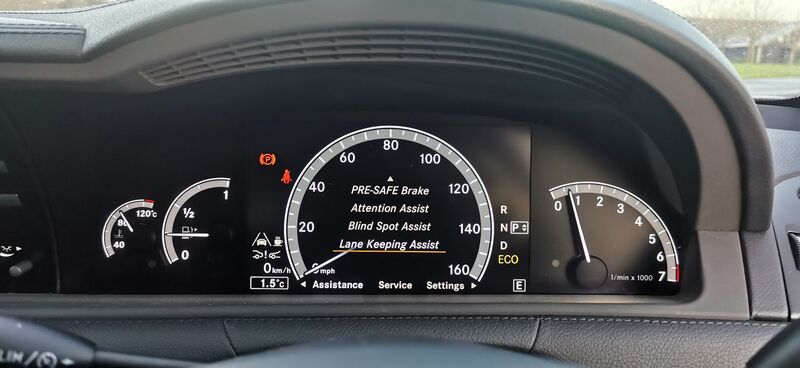 80
120°C
40
1
½
0
20
40
60
80
100
120
140
160
PRE-SAFE Brake
Attention Assist
Blind Spot Assist
Lane Keeping Assist
0 km/h
mph
1.5°c
Assistance Service Settings
R
N P
D
ECO
E
0
1
2
3
4
5
6
7
1/min x 1000
LIN